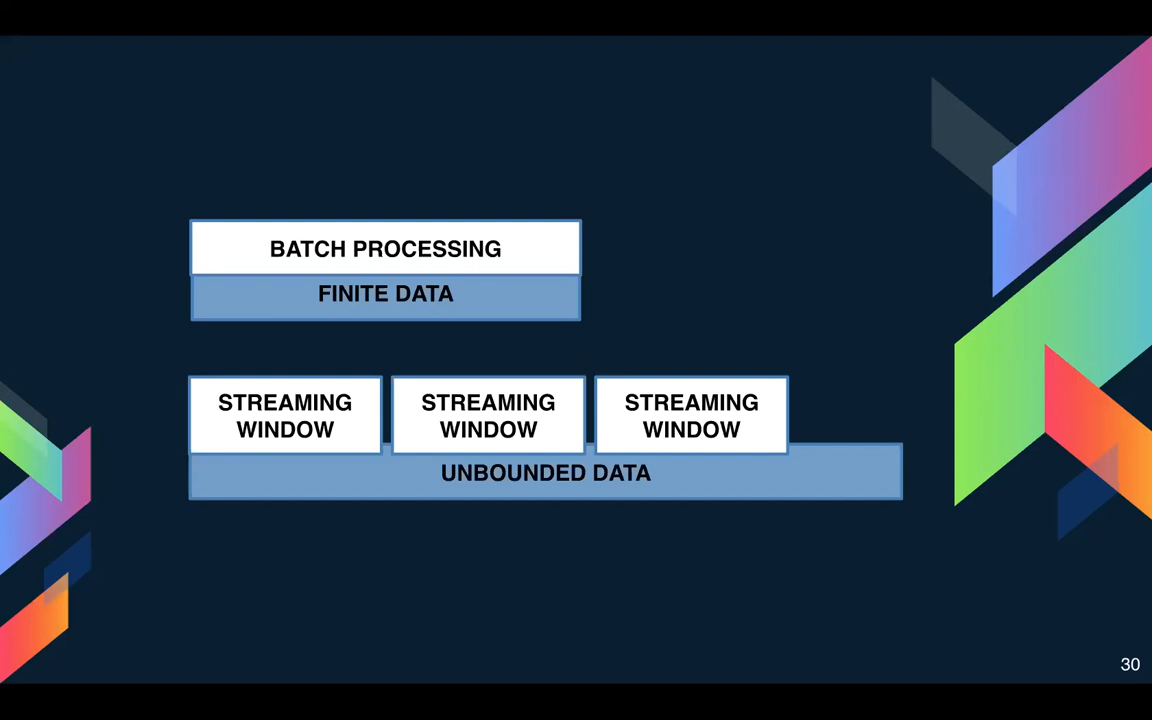 BATCH PROCESSING
FINITE DATA
STREAMING
WINDOW
STREAMING
WINDOW
STREAMING
WINDOW
UNBOUNDED DATA
30